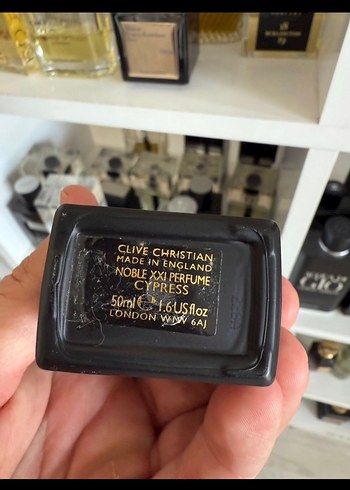 CLIVE CHRISTIAN
MADE IN ENGLAND
NOBLE XXI PERFUME
CYPRESS
50ml e 1.6 US fl oz
LONDON W1W 6AJ